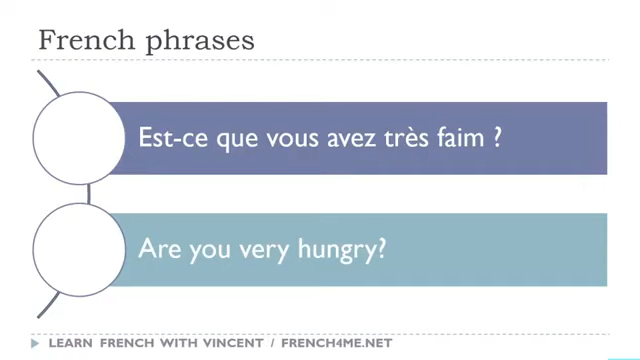 French phrases
Est-ce que vous avez très faim ?
Are you very hungry?
LEARN FRENCH WITH VINCENT / FRENCH4ME.NET